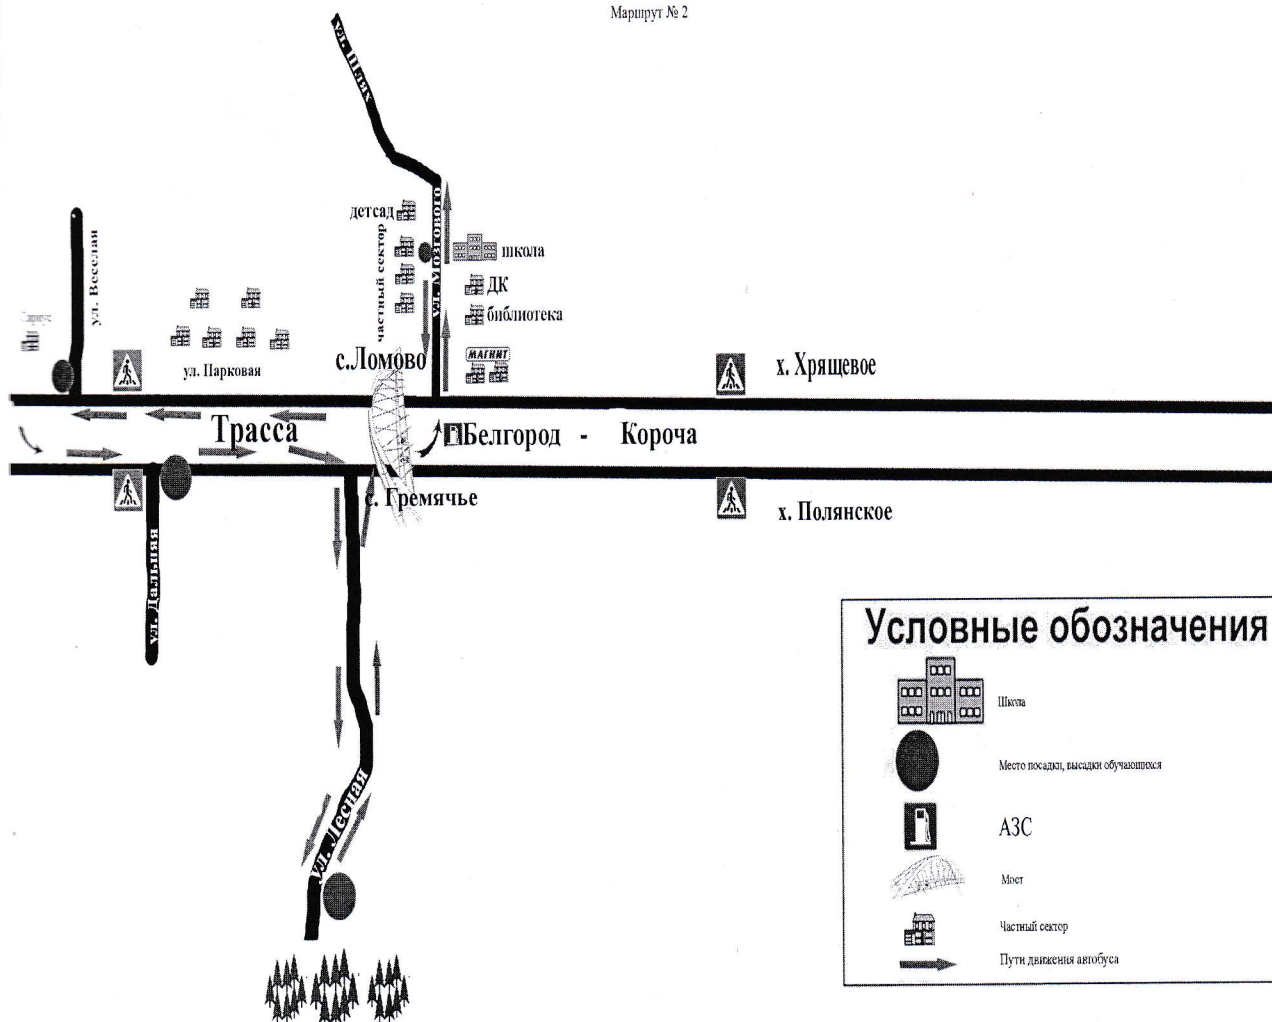 Маршрут № 2
ул. Шлях
детсад
частный сектор
ул. Мозгового
школа
ДК
библиотека
МАГНИТ
ул. Веселая
ул. Парковая
с.Ломово
х. Хрящевое
Трасса
Белгород - Короча
с. Гремячье
х. Полянское
ул. Дальняя
ул. Лесная
Условные обозначения
Школа
Место посадки, высадки обучающихся
АЗС
Мост
Частный сектор
Пути движения автобуса